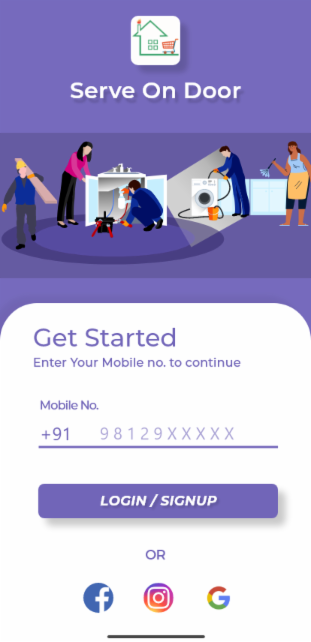 Serve On Door
Get Started
Enter Your Mobile no. to continue
Mobile No.
+91 98129XXXXX
LOGIN / SIGNUP
OR